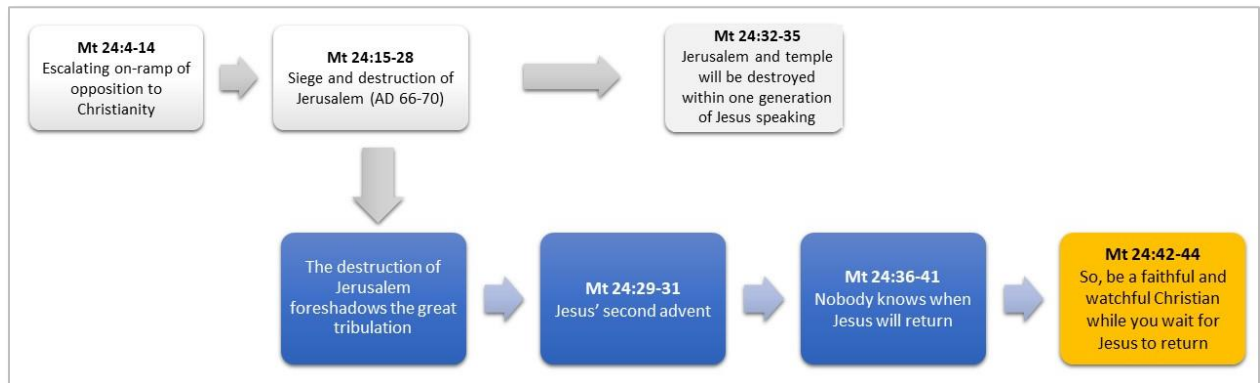 Mt 24:4-14
Escalating on-ramp of
opposition to
Christianity
Mt 24:15-28
Siege and destruction of
Jerusalem (AD 66-70)
Mt 24:32-35
Jerusalem and temple
will be destroyed
within one generation
of Jesus speaking
The destruction of
Jerusalem
foreshadows the great
tribulation
Mt 24:29-31
Jesus’ second advent
Mt 24:36-41
Nobody knows when
Jesus will return
Mt 24:42-44
So, be a faithful and
watchful Christian
while you wait for
Jesus to return